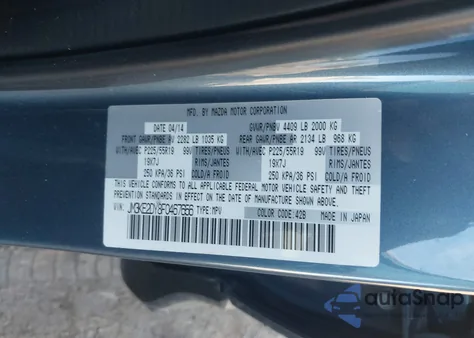 MFD. BY MAZDA MOTOR CORPORATION
DATE 04/14 GVWR/PNBV 4409 LB 2000 KG
FRONT GAWR/PNBE AV 2282 LB 1035 KG REAR GAWR/PNBE AR 2134 LB 968 KG
WITH/AVEC P225/55R19 99V TIRES/PNEUS WITH/AVEC P225/55R19 99V TIRES/PNEUS
19X7J RIMS/JANTES 19X7J RIMS/JANTES
250 KPA/36 PSI COLD/A FROID 250 KPA/36 PSI COLD/A FROID
THIS VEHICLE CONFORMS TO ALL APPLICABLE FEDERAL MOTOR VEHICLE SAFETY,
BUMPER, AND THEFT PREVENTION STANDARDS IN EFFECT ON THE DATE OF MANUFACTURE SHOWN ABOVE.
TYPE:MPV COLOR CODE:42B MADE IN JAPAN
autoSnap